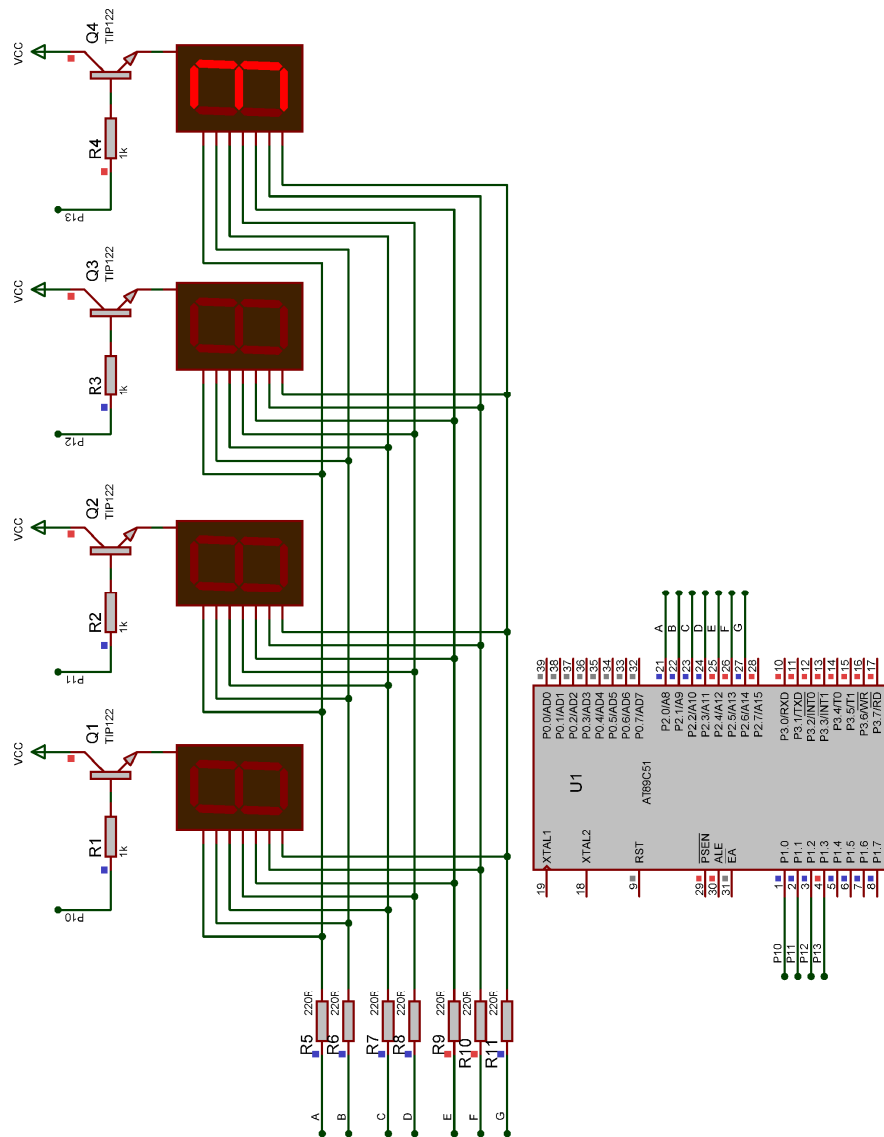 VCC
Q4
TIP122
R4
1k
P13
VCC
Q3
TIP122
R3
1k
P12
VCC
Q2
TIP122
R2
1k
P11
VCC
Q1
TIP122
R1
1k
P10
R5
220R
R6
220R
R7
220R
R8
220R
R9
220R
R10
220R
R11
220R
A
B
C
D
E
F
G
U1
AT89C51
19 XTAL1
18 XTAL2
9 RST
29 PSEN
30 ALE
31 EA
P10 1 P1.0
P11 2 P1.1
P12 3 P1.2
P13 4 P1.3
5 P1.4
6 P1.5
7 P1.6
8 P1.7
P0.0/AD0 39
P0.1/AD1 38
P0.2/AD2 37
P0.3/AD3 36
P0.4/AD4 35
P0.5/AD5 34
P0.6/AD6 33
P0.7/AD7 32
P2.0/A8 21 A
P2.1/A9 22 B
P2.2/A10 23 C
P2.3/A11 24 D
P2.4/A12 25 E
P2.5/A13 26 F
P2.6/A14 27 G
P2.7/A15 28
P3.0/RXD 10
P3.1/TXD 11
P3.2/INT0 12
P3.3/INT1 13
P3.4/T0 14
P3.5/T1 15
P3.6/WR 16
P3.7/RD 17